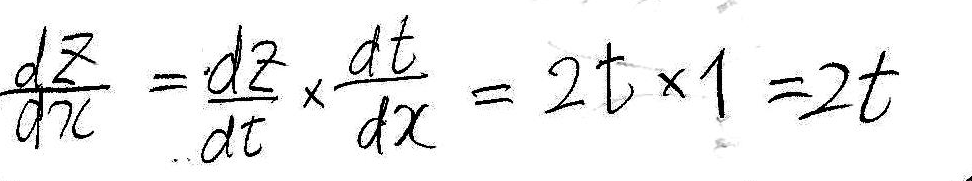 dz/dx = dz/dt × dt/dx = 2t × 1 = 2t